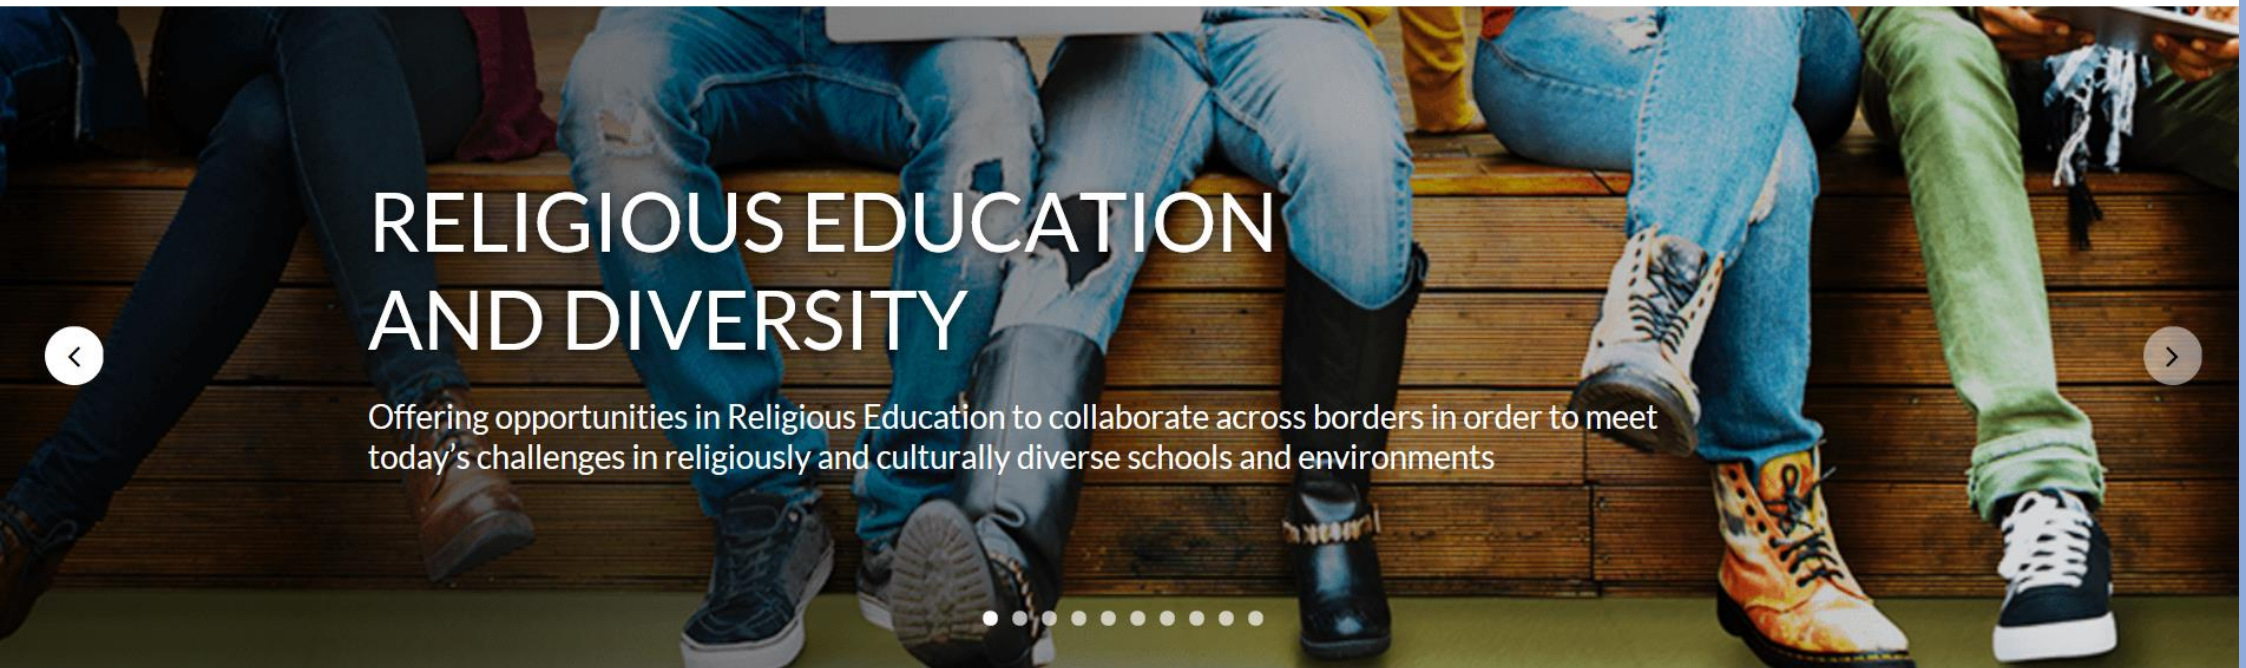 RELIGIOUS EDUCATION
AND DIVERSITY
Offering opportunities in Religious Education to collaborate across borders in order to meet
today’s challenges in religiously and culturally diverse schools and environments